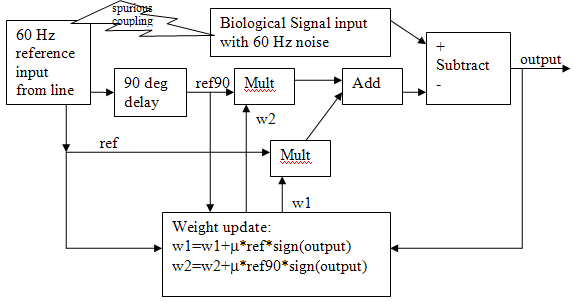 spurious
coupling
60 Hz
reference
input
from line
Biological Signal input
with 60 Hz noise
+
Subtract
-
output
90 deg
delay
ref90
Mult
Add
w2
ref
Mult
w1
Weight update:
w1=w1+μ*ref*sign(output)
w2=w2+μ*ref90*sign(output)